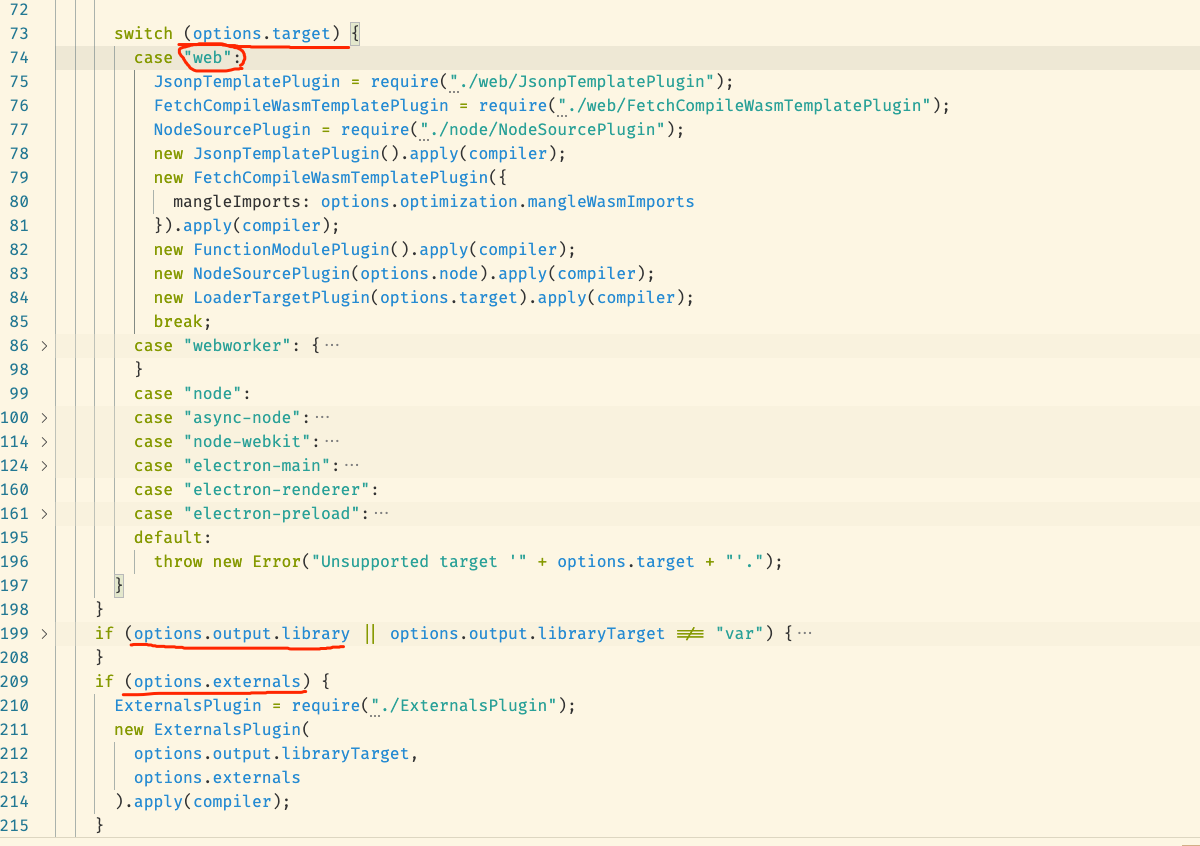 72
73 switch (options.target) {
74 case "web":
75 JsonpTemplatePlugin = require("./web/JsonpTemplatePlugin");
76 FetchCompileWasmTemplatePlugin = require("./web/FetchCompileWasmTemplatePlugin");
77 NodeSourcePlugin = require("./node/NodeSourcePlugin");
78 new JsonpTemplatePlugin().apply(compiler);
79 new FetchCompileWasmTemplatePlugin({
80 mangleImports: options.optimization.mangleWasmImports
81 }).apply(compiler);
82 new FunctionModulePlugin().apply(compiler);
83 new NodeSourcePlugin(options.node).apply(compiler);
84 new LoaderTargetPlugin(options.target).apply(compiler);
85 break;
86 > case "webworker": { ···
98 }
99 case "node":
100 > case "async-node": ···
114 > case "node-webkit": ···
124 > case "electron-main": ···
160 case "electron-renderer":
161 > case "electron-preload": ···
195 default:
196 throw new Error("Unsupported target '" + options.target + "'.");
197 }
198 }
199 > if (options.output.library || options.output.libraryTarget !== "var") { ···
208 }
209 if (options.externals) {
210 ExternalsPlugin = require("./ExternalsPlugin");
211 new ExternalsPlugin(
212 options.output.libraryTarget,
213 options.externals
214 ).apply(compiler);
215 }